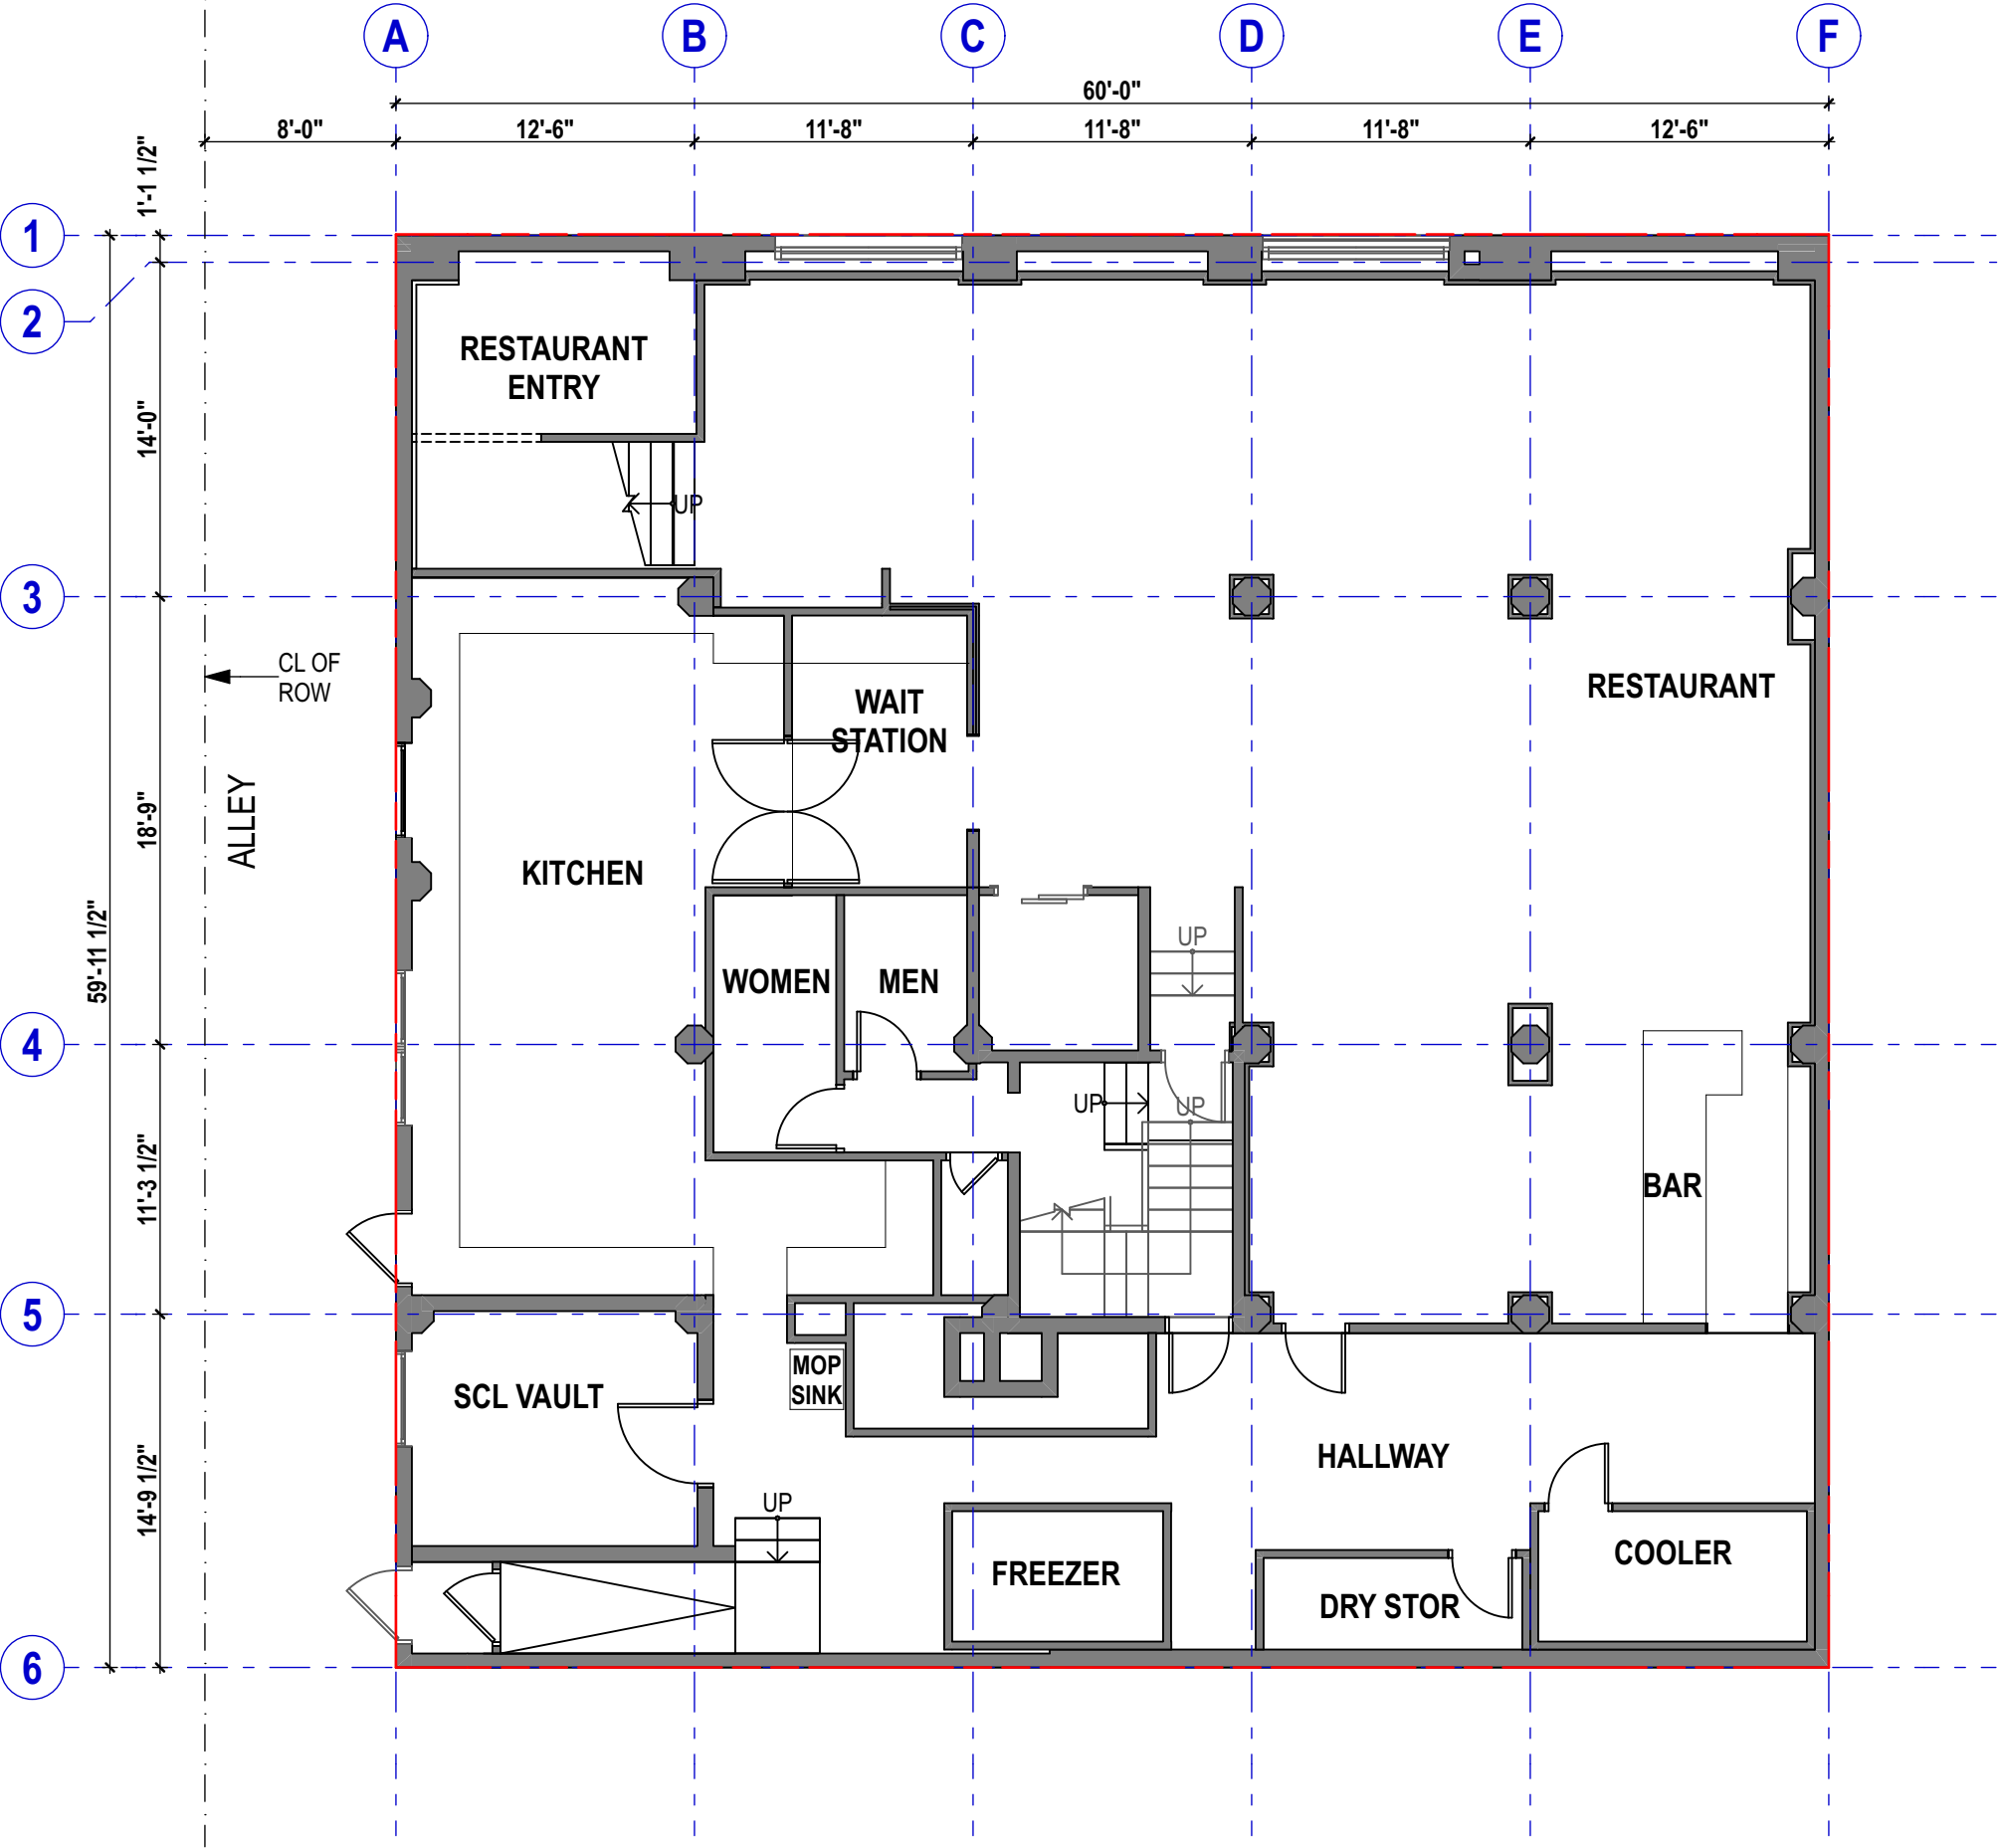 A
B
C
D
E
F
60'-0"
8'-0"
12'-6"
11'-8"
11'-8"
11'-8"
12'-6"
1'-1 1/2"
1
2
RESTAURANT
ENTRY
14'-0"
UP
3
CL OF
ROW
RESTAURANT
WAIT
STATION
ALLEY
18'-9"
KITCHEN
59'-11 1/2"
UP
WOMEN
MEN
4
UP
UP
11'-3 1/2"
BAR
5
MOP
SINK
SCL VAULT
HALLWAY
14'-9 1/2"
UP
FREEZER
COOLER
DRY STOR
6